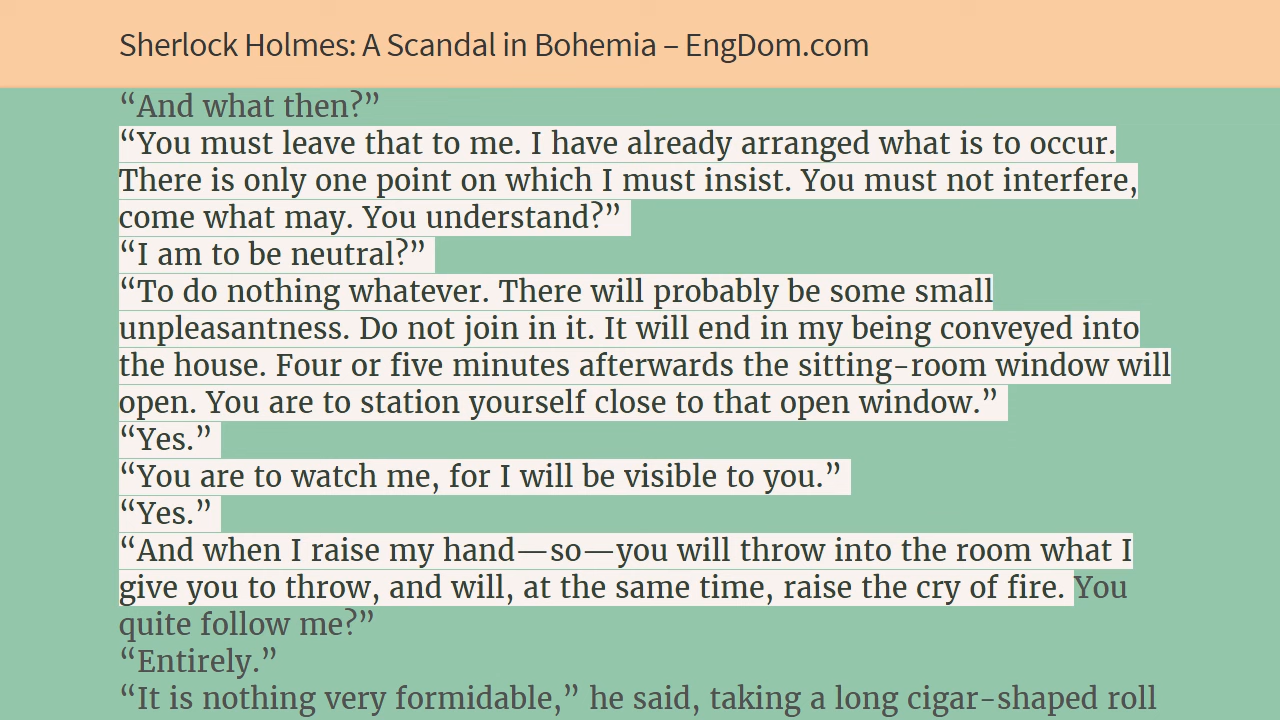 Sherlock Holmes: A Scandal in Bohemia – EngDom.com
“And what then?”
“You must leave that to me. I have already arranged what is to occur.
There is only one point on which I must insist. You must not interfere,
come what may. You understand?”
“I am to be neutral?”
“To do nothing whatever. There will probably be some small
unpleasantness. Do not join in it. It will end in my being conveyed into
the house. Four or five minutes afterwards the sitting-room window will
open. You are to station yourself close to that open window.”
“Yes.”
“You are to watch me, for I will be visible to you.”
“Yes.”
“And when I raise my hand—so—you will throw into the room what I
give you to throw, and will, at the same time, raise the cry of fire. You
quite follow me?”
“Entirely.”
“It is nothing very formidable,” he said, taking a long cigar-shaped roll